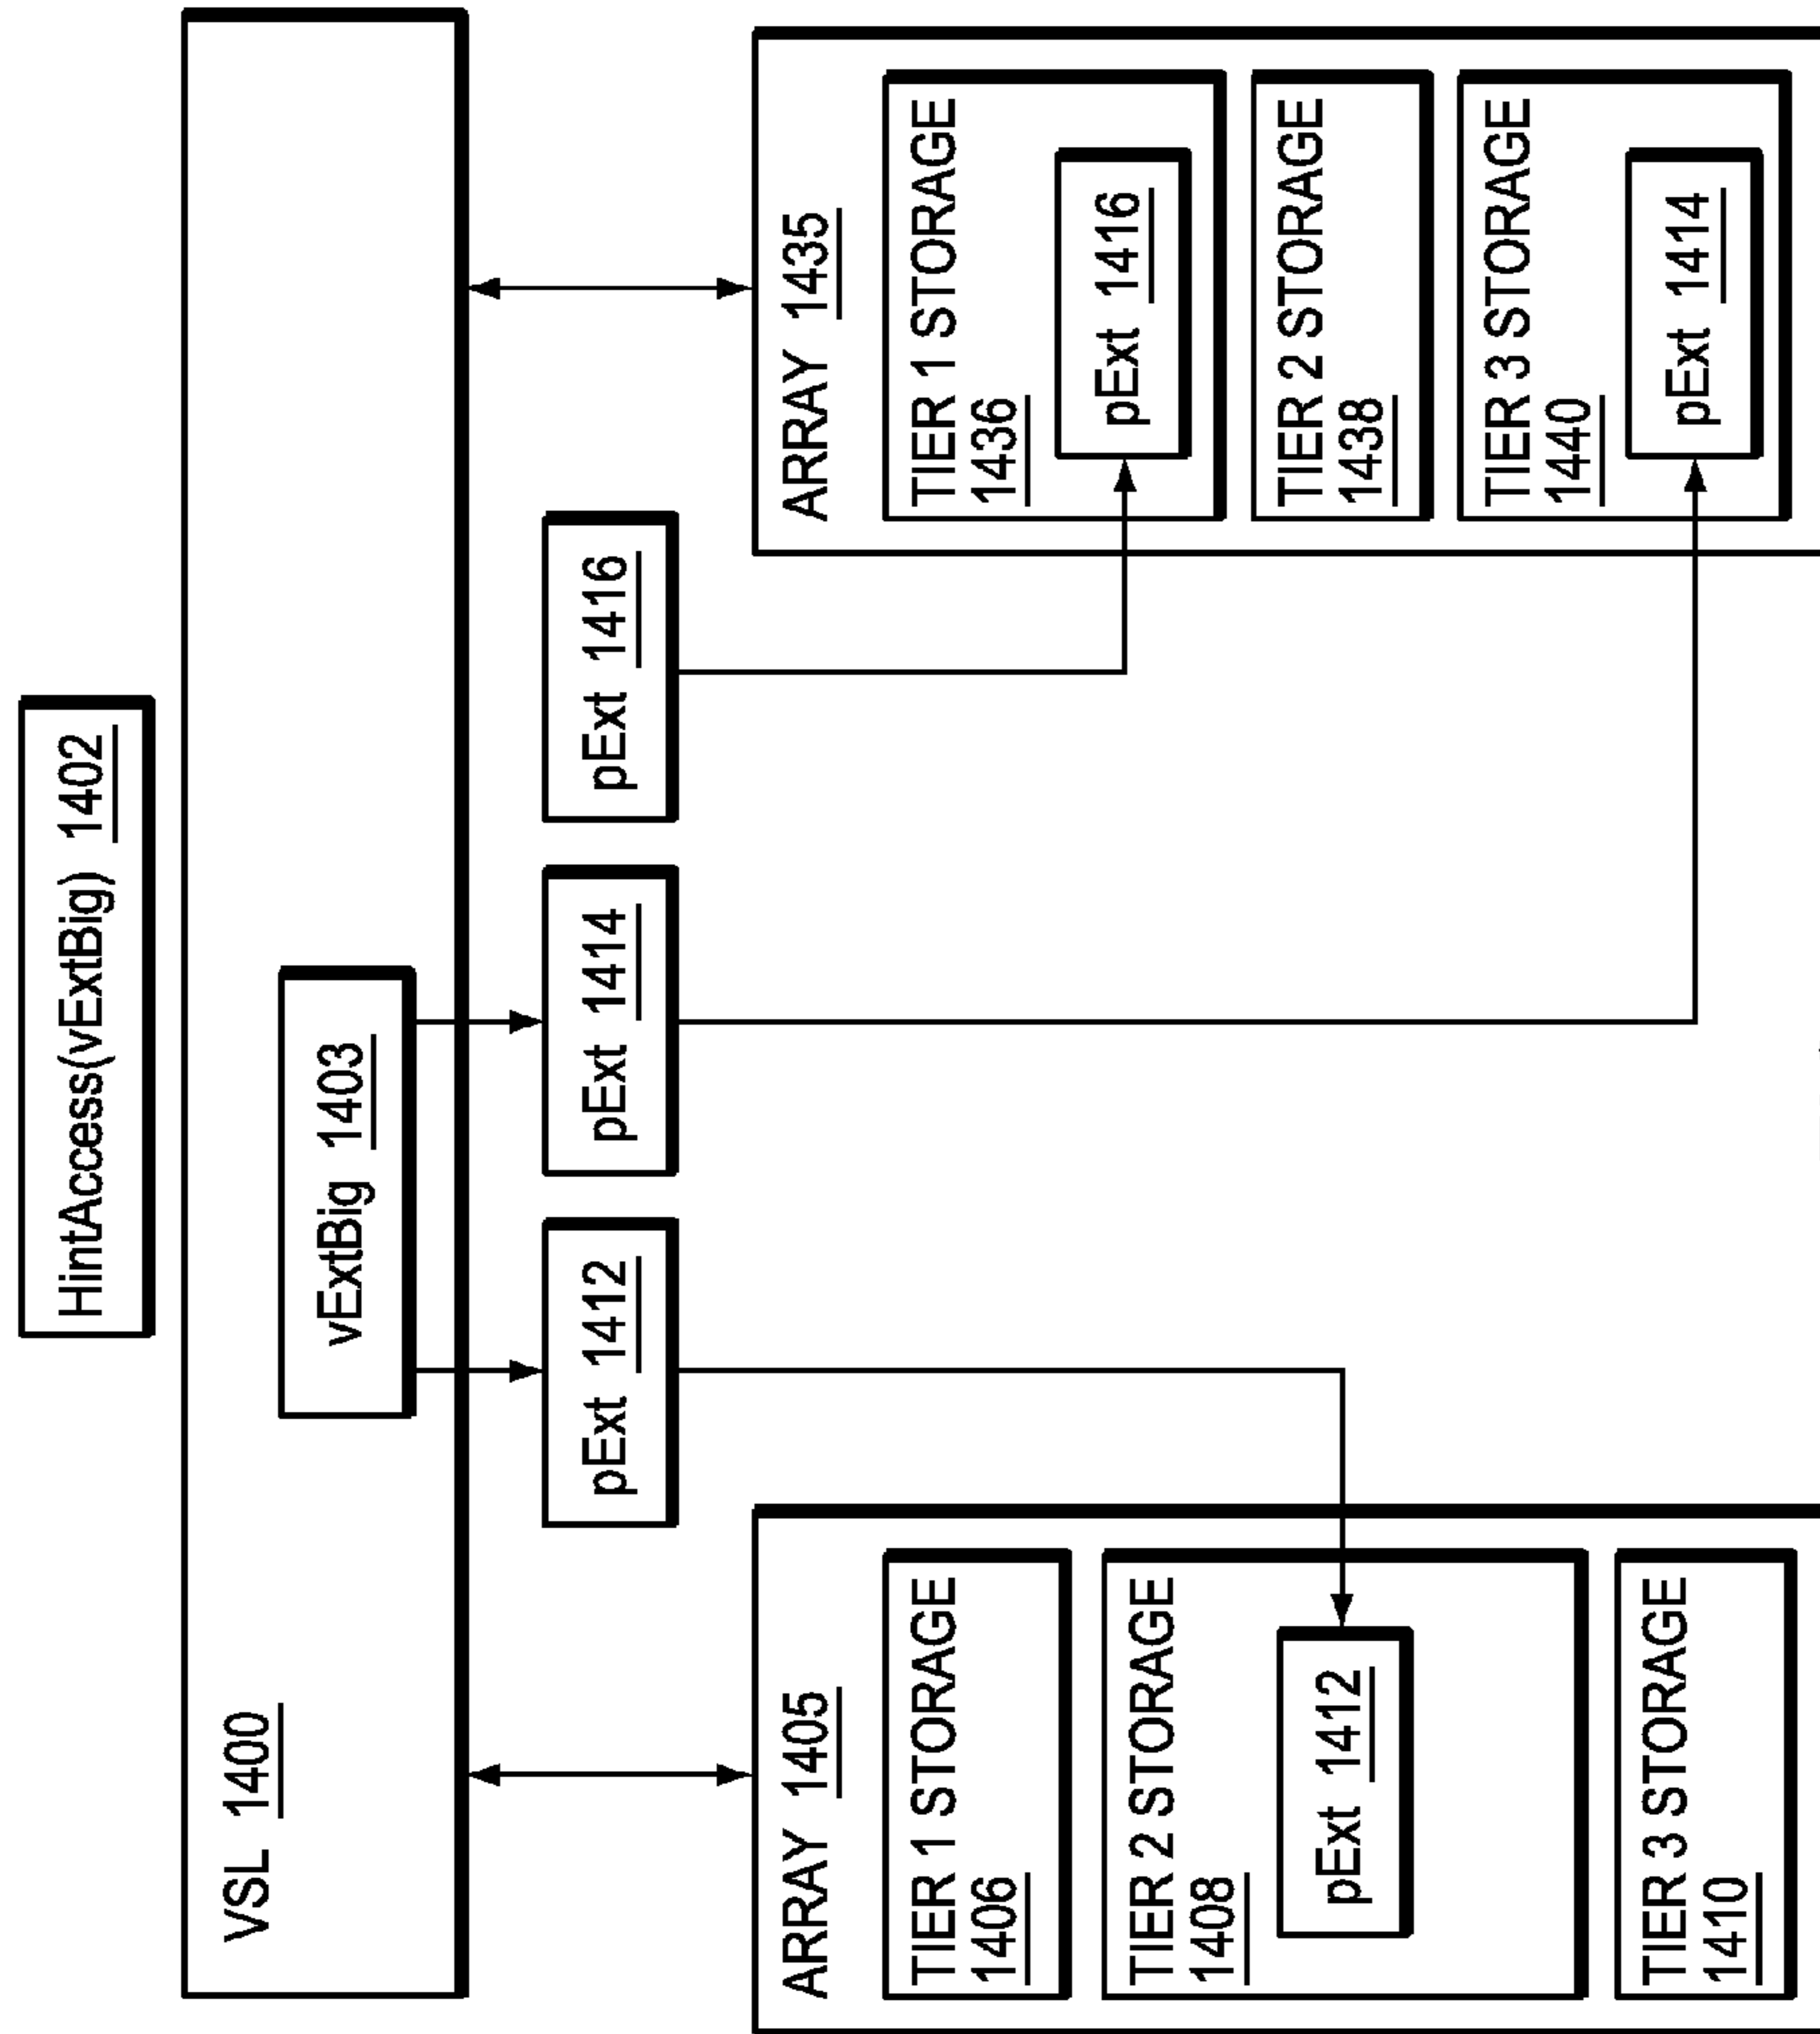 HintAccess(vExtBig) 1402
VSL 1400
vExtBig 1403
pExt 1412
pExt 1414
pExt 1416
ARRAY 1405
TIER 1 STORAGE
1406
TIER 2 STORAGE
1408
pExt 1412
TIER 3 STORAGE
1410
ARRAY 1435
TIER 1 STORAGE
1436
pExt 1416
TIER 2 STORAGE
1438
TIER 3 STORAGE
1440
pExt 1414